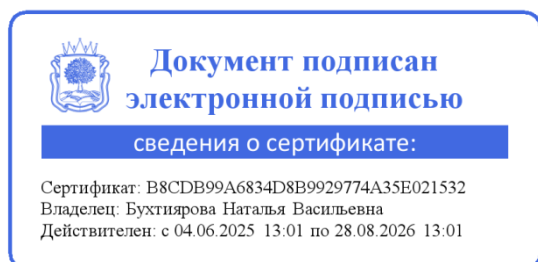 Документ подписан
электронной подписью
сведения о сертификате:
Сертификат: B8CDB99A6834D8B9929774A35E021532
Владелец: Бухтиярова Наталья Васильевна
Действителен: с 04.06.2025 13:01 по 28.08.2026 13:01